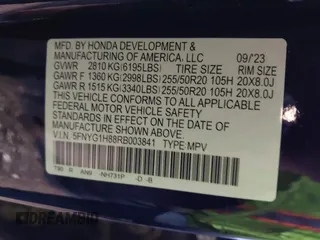 MFD. BY HONDA DEVELOPMENT &
MANUFACTURING OF AMERICA, LLC 09/23
GVWR 2810 KG(6195LBS) TIRE SIZE RIM SIZE
GAWR F 1360 KG(2998LBS) 255/50R20 105H 20X8.0J
GAWR R 1515 KG(3340LBS) 255/50R20 105H 20X8.0J
THIS VEHICLE CONFORMS TO ALL APPLICABLE
FEDERAL MOTOR VEHICLE SAFETY
STANDARDS IN EFFECT ON THE DATE OF
MANUFACTURE SHOWN ABOVE.
V.I.N. 5FNYG1H88RB003841 TYPE MPV
R NH731P -D -B